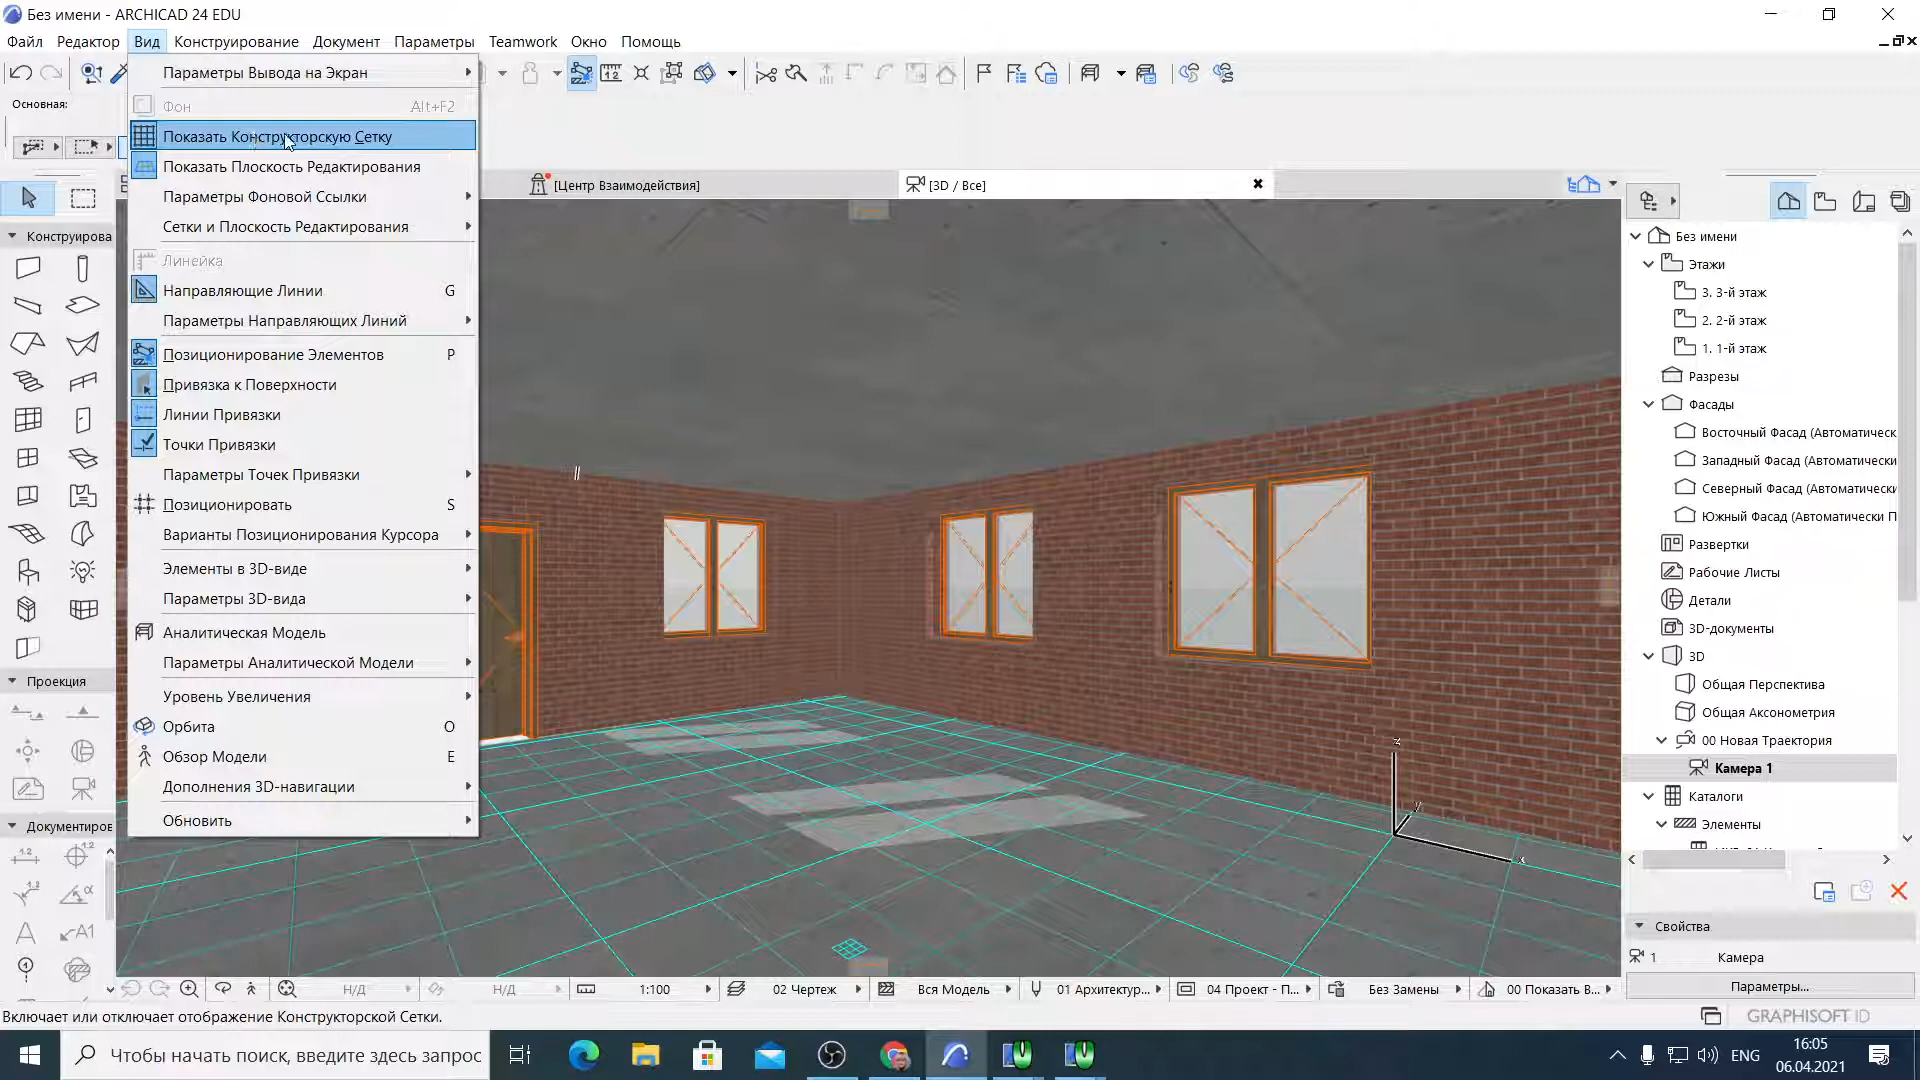 Без имени - ARCHICAD 24 EDU
Файл Редактор Вид Конструирование Документ Параметры Teamwork Окно Помощь
Основная:
Параметры Вывода на Экран
Фон Alt+F2
Показать Конструкторскую Сетку
Показать Плоскость Редактирования
Параметры Фоновой Ссылки
Сетки и Плоскость Редактирования
Линейка
Направляющие Линии G
Параметры Направляющих Линий
Позиционирование Элементов P
Привязка к Поверхности
Линии Привязки
Точки Привязки
Параметры Точек Привязки
Позиционировать S
Варианты Позиционирования Курсора
Элементы в 3D-виде
Параметры 3D-вида
Аналитическая Модель
Параметры Аналитической Модели
Уровень Увеличения
Орбита O
Обзор Модели E
Дополнения 3D-навигации
Обновить
[Центр Взаимодействия]
[3D / Все]
Конструирова
Проекция
Документиров
z
y
x
Без имени
Этажи
3. 3-й этаж
2. 2-й этаж
1. 1-й этаж
Разрезы
Фасады
Восточный Фасад (Автоматическ
Западный Фасад (Автоматически
Северный Фасад (Автоматически
Южный Фасад (Автоматически П
Развертки
Рабочие Листы
Детали
3D-документы
3D
Общая Перспектива
Общая Аксонометрия
00 Новая Траектория
Камера 1
Каталоги
Элементы
Свойства
1 Камера
Параметры...
Н/Д Н/Д 1:100 02 Чертеж Вся Модель 01 Архитектур... 04 Проект - П... Без Замены 00 Показать В...
Включает или отключает отображение Конструкторской Сетки.
GRAPHISOFT ID
Чтобы начать поиск, введите здесь запрос
ENG
16:05
06.04.2021